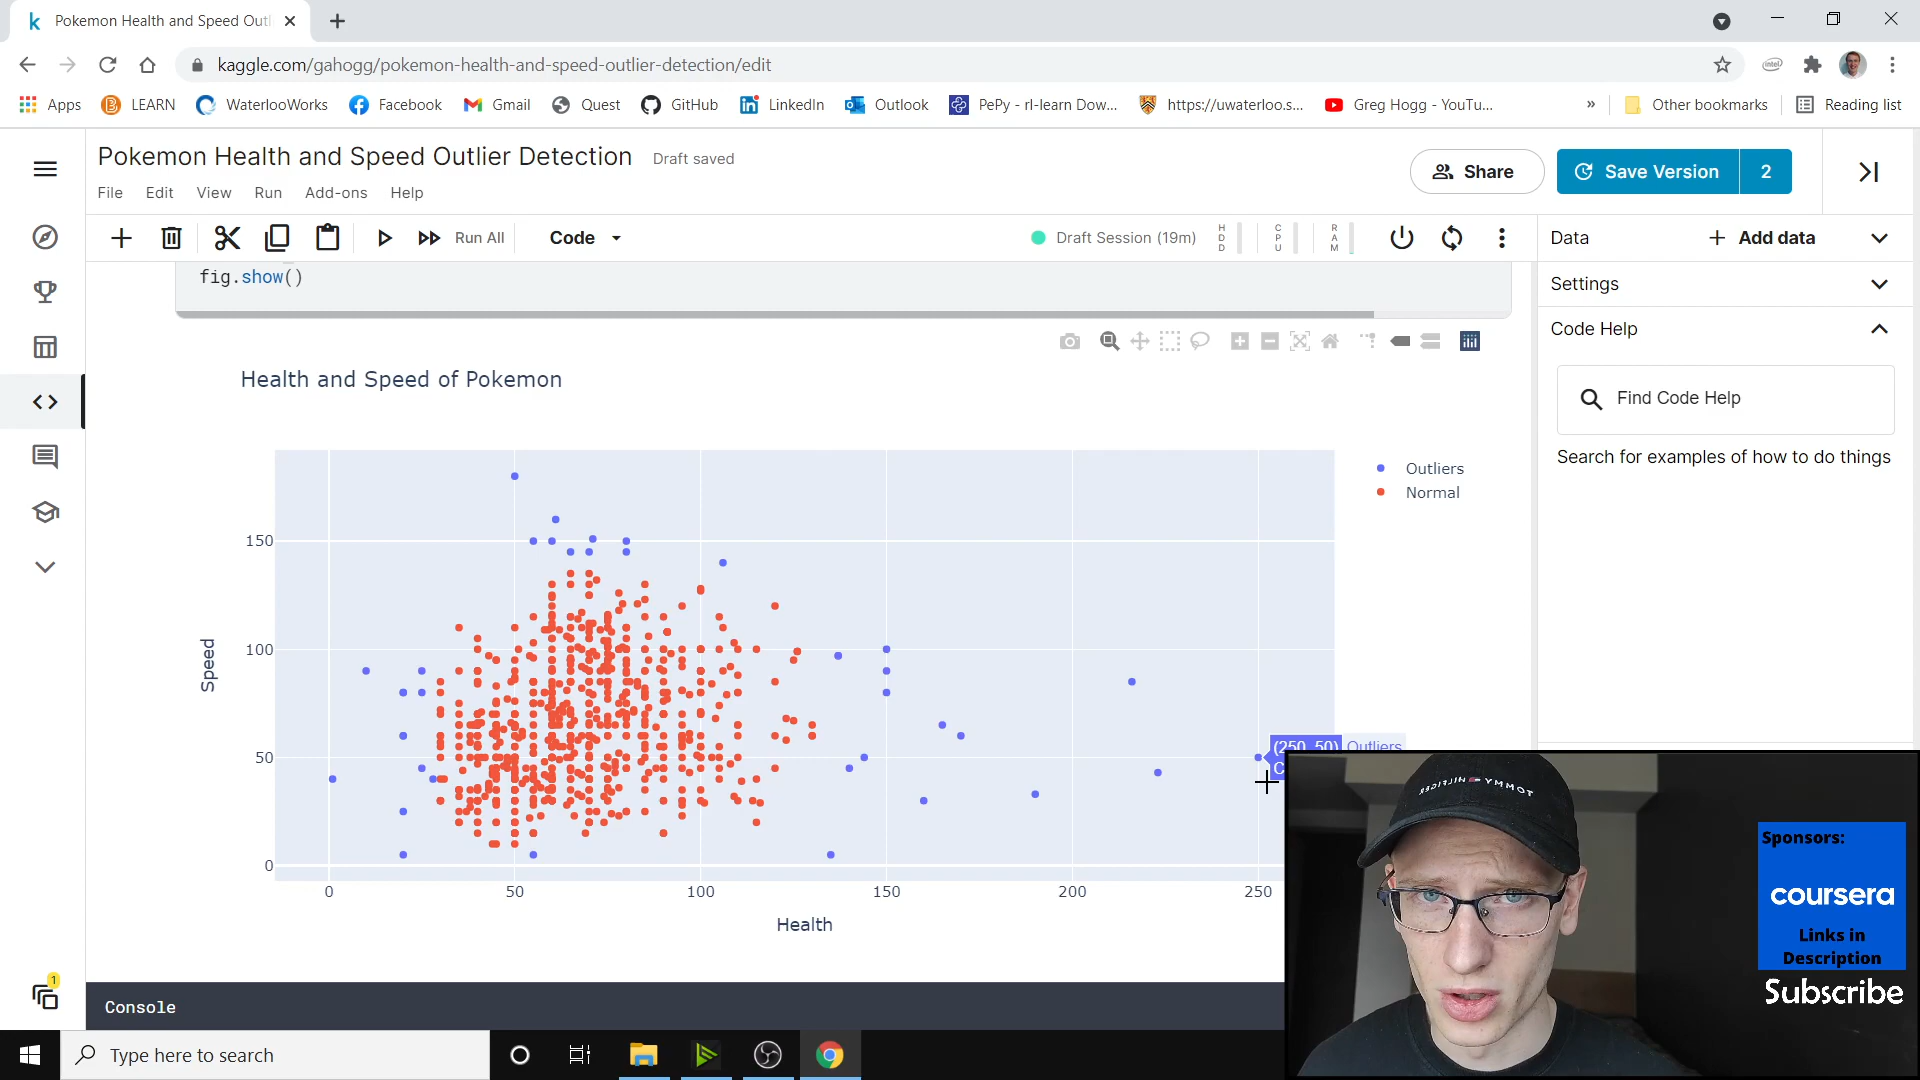 Pokemon Health and Speed Outl
kaggle.com/gahogg/pokemon-health-and-speed-outlier-detection/edit
Apps
LEARN
WaterlooWorks
Facebook
Gmail
Quest
GitHub
LinkedIn
Outlook
PePy - rl-learn Dow...
https://uwaterloo.s...
Greg Hogg - YouTu...
»
Other bookmarks
Reading list
Pokemon Health and Speed Outlier Detection
Draft saved
File Edit View Run Add-ons Help
Share
Save Version
2
Run All
Code
Draft Session (19m)
HDD
CPU
RAM
Data
Add data
Settings
Code Help
Find Code Help
Search for examples of how to do things
fig.show()
Health and Speed of Pokemon
Outliers
Normal
150
100
50
0
Speed
0 50 100 150 200 250
Health
(250, 50) Outliers
C
TOMMY HILFIGER
Sponsors:
coursera
Links in
Description
Subscribe
1
Console
Type here to search